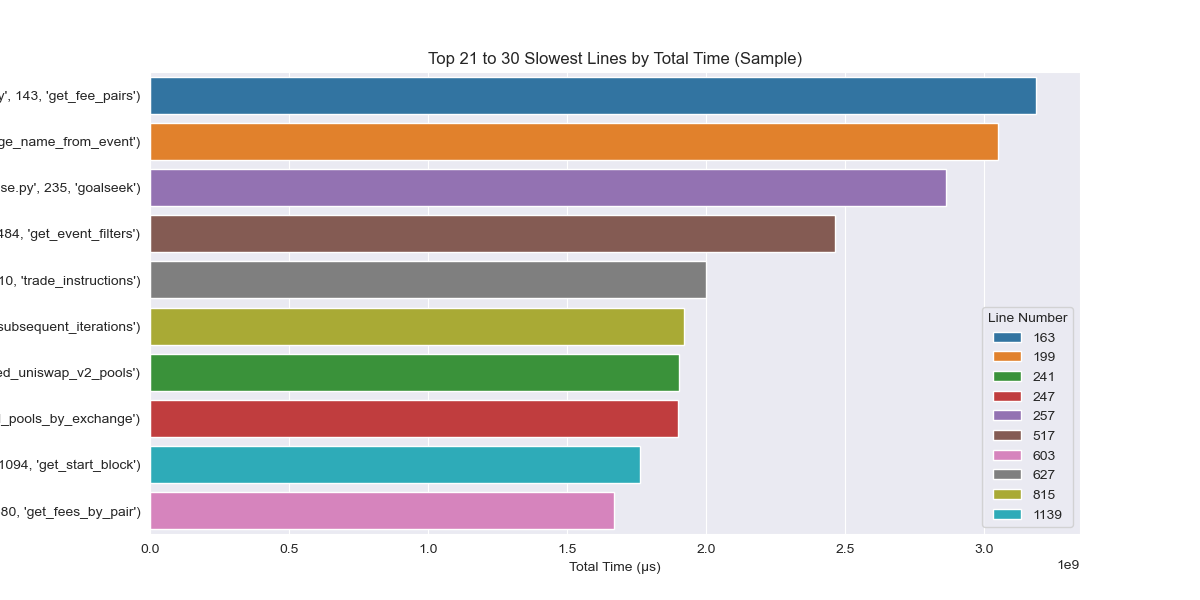 Top 21 to 30 Slowest Lines by Total Time (Sample)
y', 143, 'get_fee_pairs')
ge_name_from_event')
se.py', 235, 'goalseek')
484, 'get_event_filters')
10, 'trade_instructions')
subsequent_iterations')
ed_uniswap_v2_pools')
l_pools_by_exchange')
1094, 'get_start_block')
80, 'get_fees_by_pair')
0.0 0.5 1.0 1.5 2.0 2.5 3.0
1e9
Total Time (μs)
Line Number
163
199
241
247
257
517
603
627
815
1139